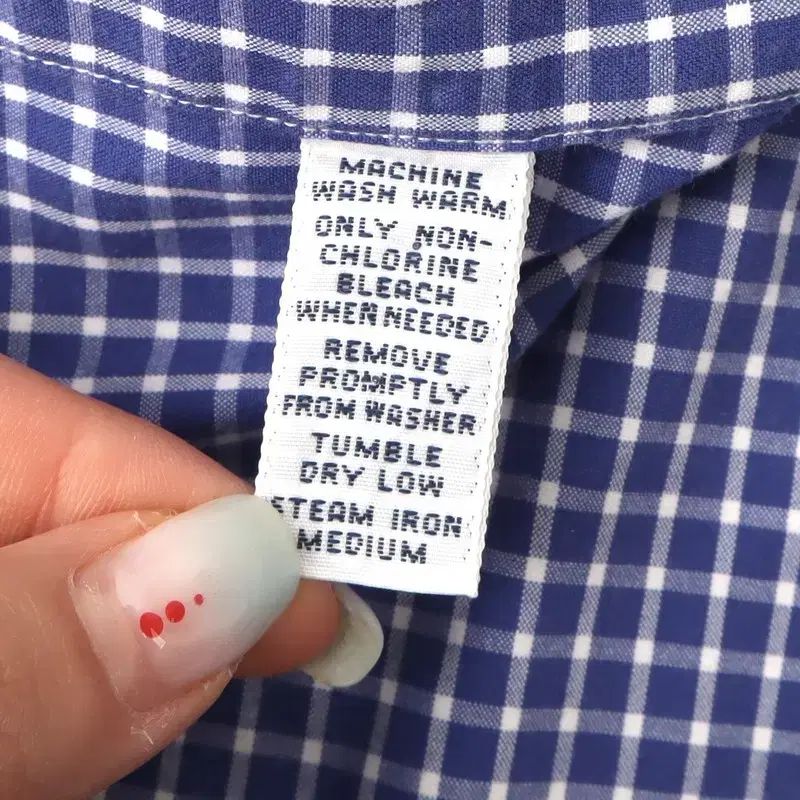 MACHINE
WASH WARM
ONLY NON-
CHLORINE
BLEACH
WHEN NEEDED
REMOVE
PROMPTLY
FROM WASHER
TUMBLE
DRY LOW
STEAM IRON
MEDIUM